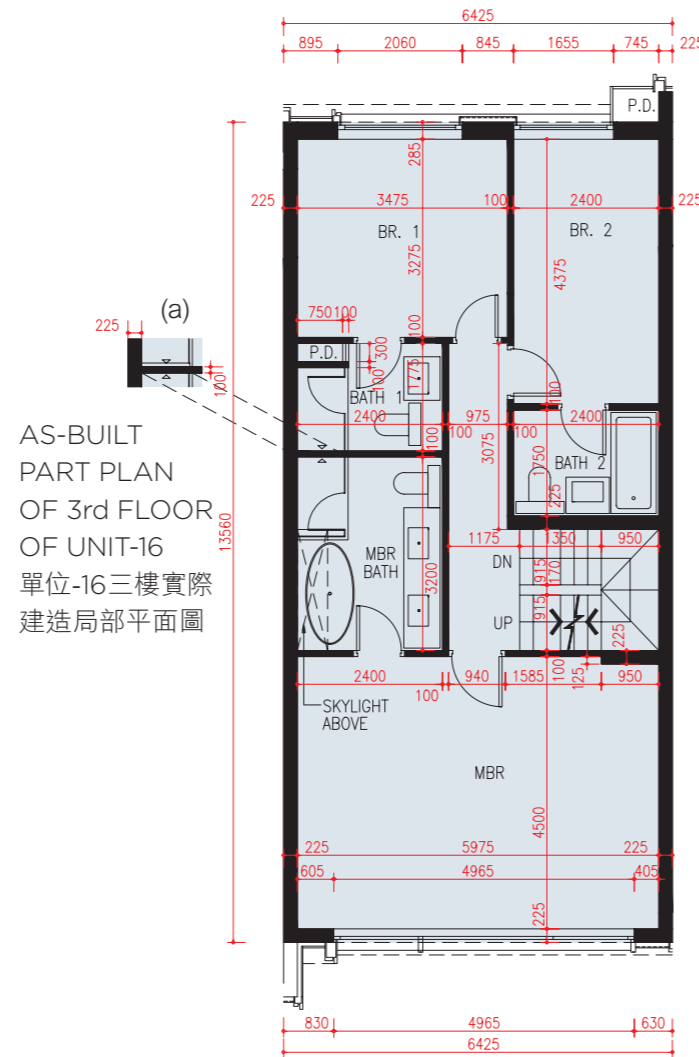 6425
895 2060 845 1655 745 225
P.D.
285
225 3475 100 2400 225
BR. 1 BR. 2
3275 4375
(a)
225
100
750 100
100
P.D. 300
1775
100
BATH 1
100
2400 975 2400
100 100 100
3075
1750
BATH 2
225
AS-BUILT
PART PLAN
OF 3rd FLOOR
OF UNIT-16
單位-16三樓實際
建造局部平面圖
13560
1175 1350 950
MBR
BATH
3200
DN
915 170
UP
915
225
100
125
2400 940 1585 950
100
SKYLIGHT
ABOVE
MBR
4500
225 5975 225
605 4965 405
225
830 4965 630
6425